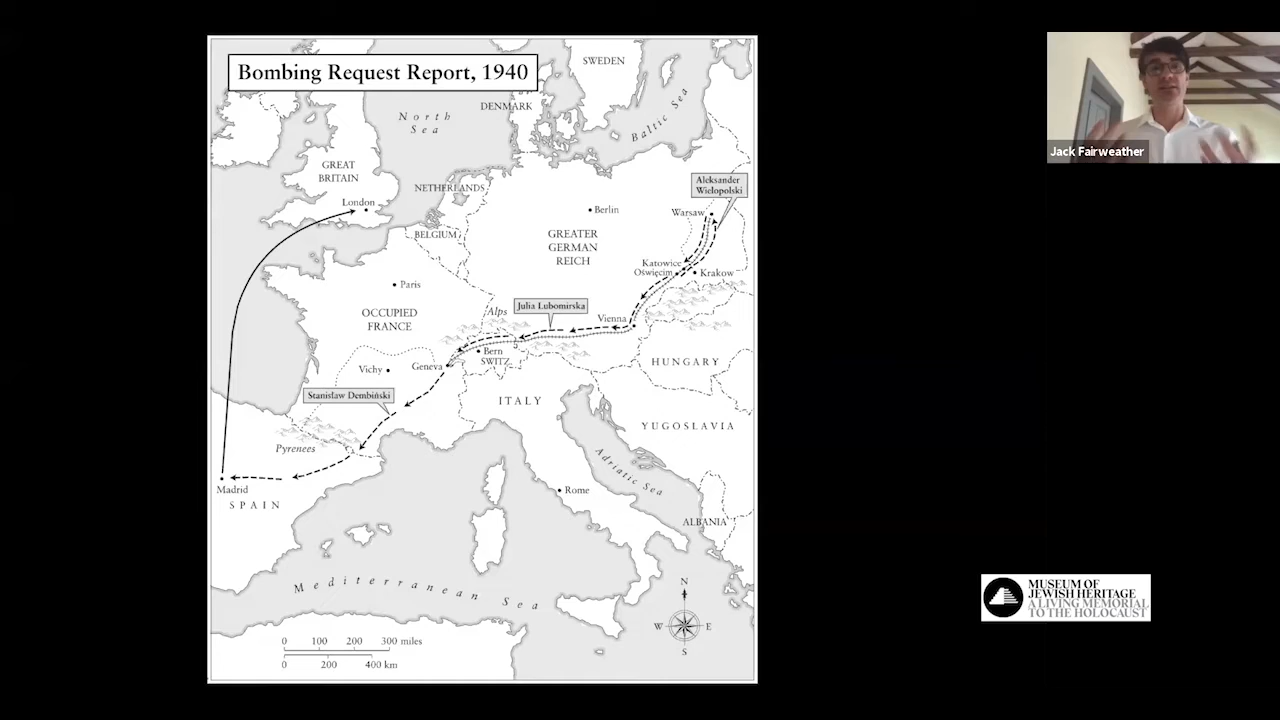 Bombing Request Report, 1940
SWEDEN
DENMARK
North
Sea
Baltic Sea
GREAT
BRITAIN
NETHERLANDS
London
BELGIUM
Berlin
GREATER
GERMAN
REICH
Aleksander
Wielopolski
Warsaw
Katowice
Oświęcim
Krakow
Paris
OCCUPIED
FRANCE
Alps
Julia Lubomirska
Vienna
Bern
SWITZ.
Geneva
Vichy
HUNGARY
Stanisław Dembiński
ITALY
YUGOSLAVIA
Pyrenees
Adriatic Sea
Madrid
SPAIN
Rome
ALBANIA
Mediterranean Sea
N
W E
S
0 100 200 300 miles
0 200 400 km
Jack Fairweather
MUSEUM OF
JEWISH HERITAGE
A LIVING MEMORIAL
TO THE HOLOCAUST